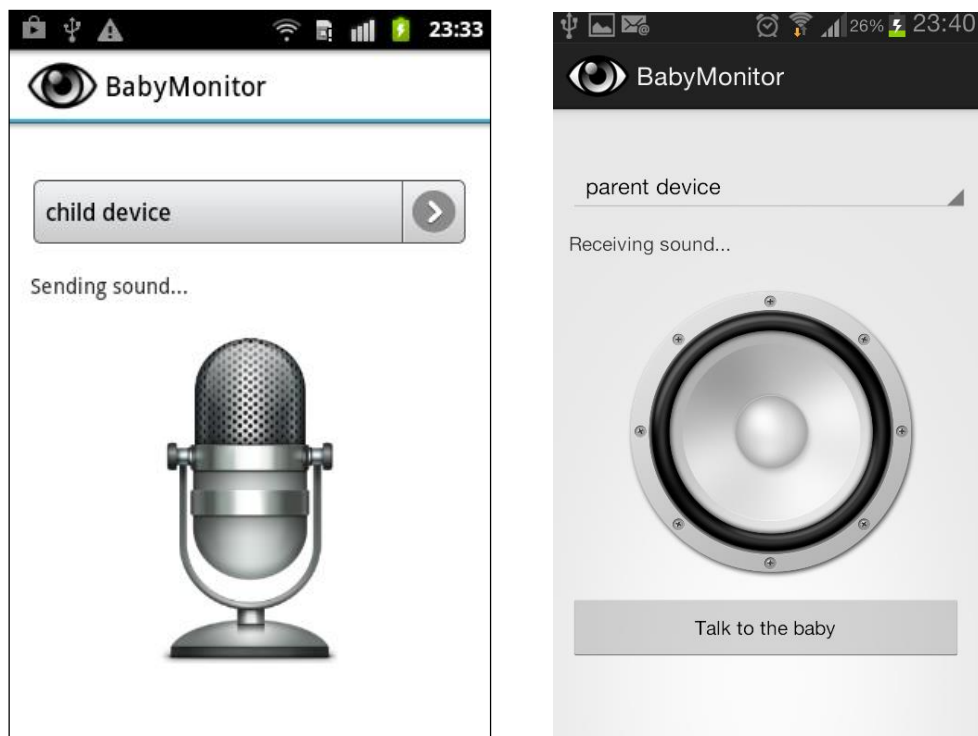 23:33
BabyMonitor
child device
Sending sound...
26% 23:40
BabyMonitor
parent device
Receiving sound...
Talk to the baby